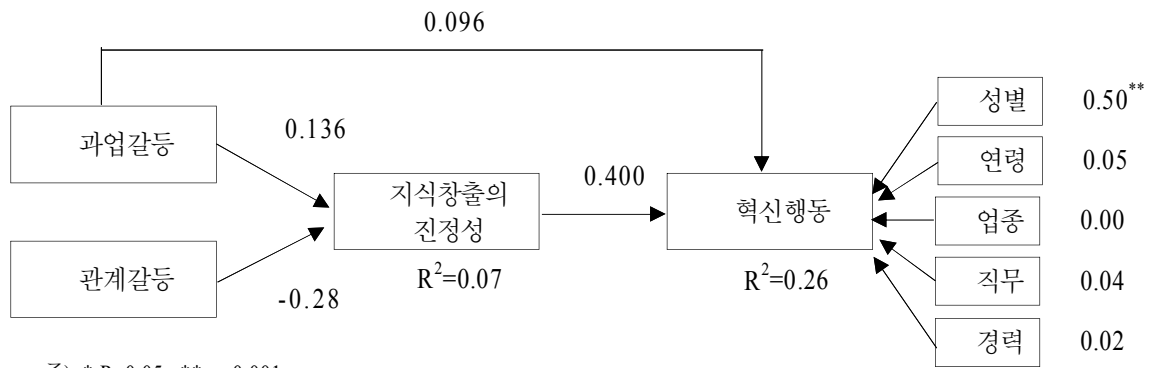 0.096
과업갈등
0.136
지식창출의
진정성
R²=0.07
관계갈등
-0.28
0.400
혁신행동
R²=0.26
성별 0.50**
연령 0.05
업종 0.00
직무 0.04
경력 0.02